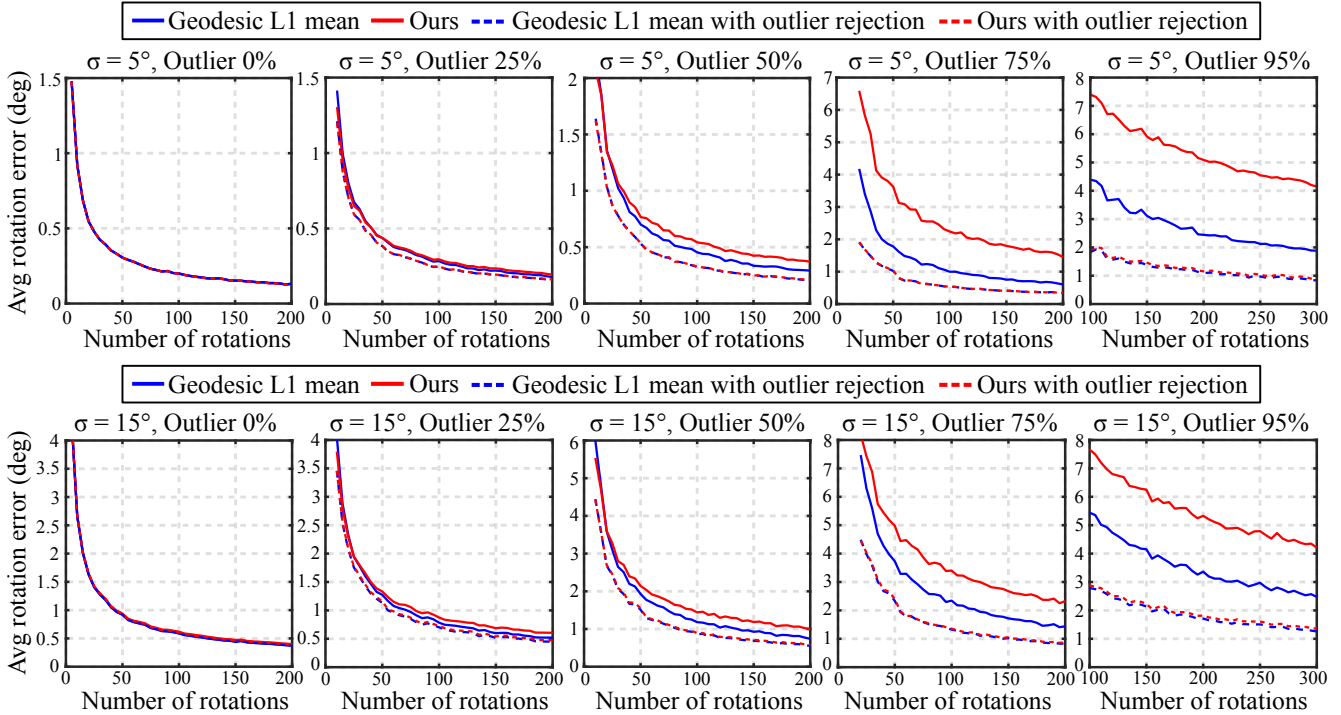 Geodesic L1 mean Ours Geodesic L1 mean with outlier rejection Ours with outlier rejection
σ = 5°, Outlier 0% σ = 5°, Outlier 25% σ = 5°, Outlier 50% σ = 5°, Outlier 75% σ = 5°, Outlier 95%
Avg rotation error (deg)
1.5
1
0.5
0
0 50 100 150 200
Number of rotations
1.5
1
0.5
0
0 50 100 150 200
Number of rotations
2
1.5
1
0.5
0
0 50 100 150 200
Number of rotations
7
6
5
4
3
2
1
0
0 50 100 150 200
Number of rotations
8
7
6
5
4
3
2
1
0
100 150 200 250 300
Number of rotations
Geodesic L1 mean Ours Geodesic L1 mean with outlier rejection Ours with outlier rejection
σ = 15°, Outlier 0% σ = 15°, Outlier 25% σ = 15°, Outlier 50% σ = 15°, Outlier 75% σ = 15°, Outlier 95%
Avg rotation error (deg)
4
3.5
3
2.5
2
1.5
1
0.5
0
0 50 100 150 200
Number of rotations
4
3.5
3
2.5
2
1.5
1
0.5
0
0 50 100 150 200
Number of rotations
6
5
4
3
2
1
0
0 50 100 150 200
Number of rotations
8
7
6
5
4
3
2
1
0
0 50 100 150 200
Number of rotations
8
7
6
5
4
3
2
1
0
100 150 200 250 300
Number of rotations